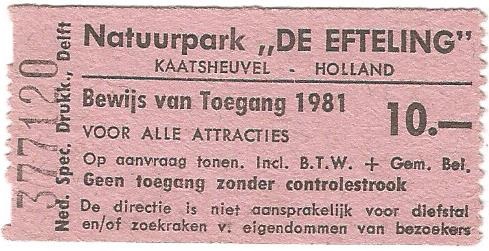 Natuurpark „DE EFTELING"
KAATSHEUVEL - HOLLAND
Bewijs van Toegang 1981
10.—
VOOR ALLE ATTRACTIES
Op aanvraag tonen. Incl. B.T.W. + Gem. Bel.
Geen toegang zonder controlestrook
De directie is niet aansprakelijk voor diefstal
en/of zoekraken v. eigendommen van bezoekers
377120
Ned. Spec. Drukk., Delft